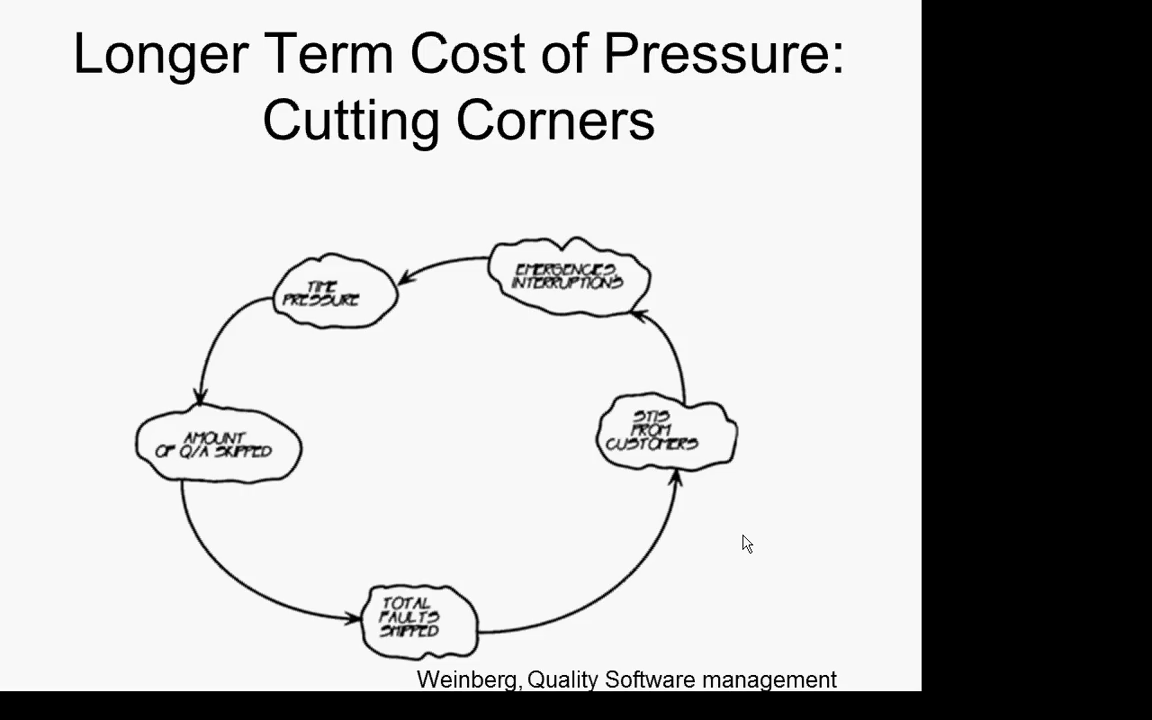 Longer Term Cost of Pressure:
Cutting Corners
EMERGENCIES,
INTERRUPTIONS
TIME
PRESSURE
AMOUNT
OF Q/A SKIPPED
STIS
FROM
CUSTOMERS
TOTAL
FAULTS
SHIPPED
Weinberg, Quality Software management